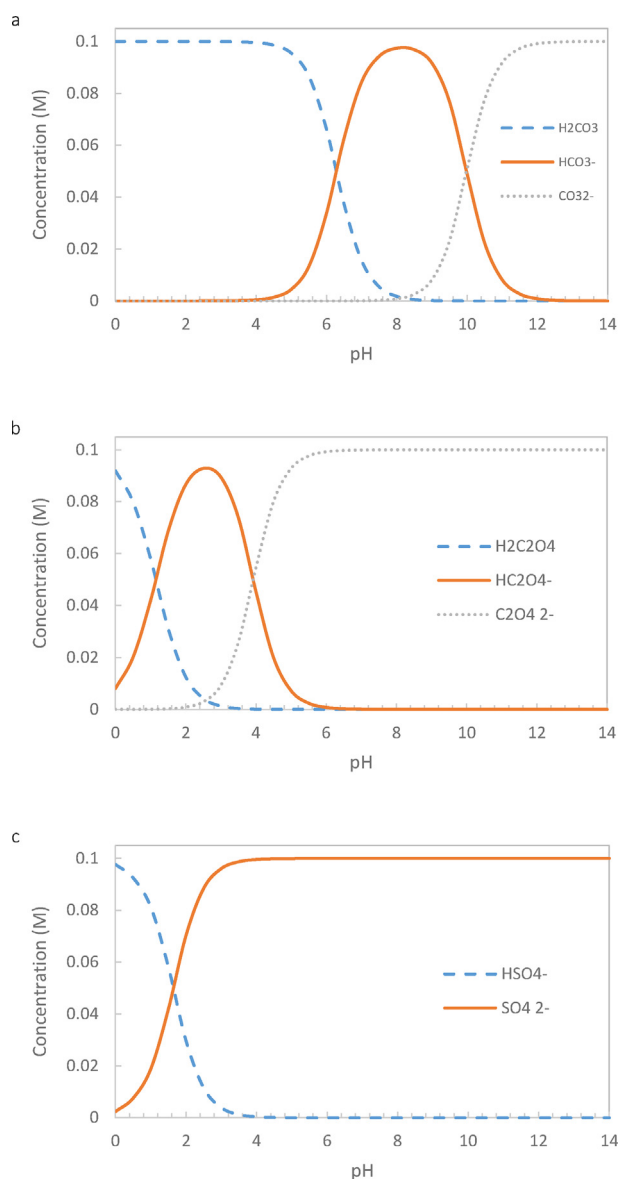 a
Concentration (M)
0.1
0.08
0.06
0.04
0.02
0
0 2 4 6 8 10 12 14
pH
H2CO3
HCO3-
CO32-
b
Concentration (M)
0.1
0.08
0.06
0.04
0.02
0
0 2 4 6 8 10 12 14
pH
H2C2O4
HC2O4-
C2O4 2-
c
Concentration (M)
0.1
0.08
0.06
0.04
0.02
0
0 2 4 6 8 10 12 14
pH
HSO4-
SO4 2-